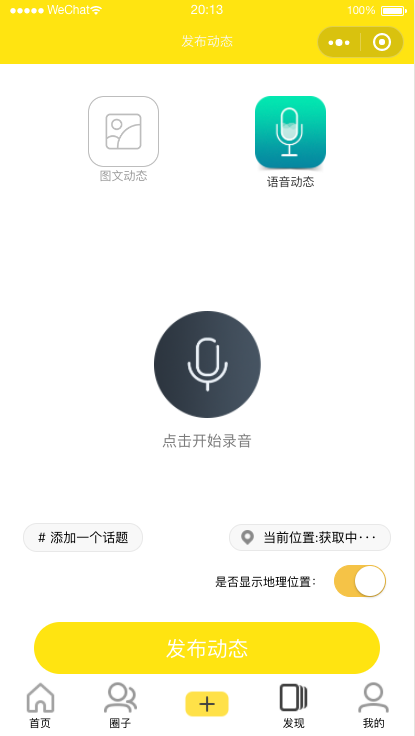 WeChat 20:13 100%
发布动态
图文动态 语音动态
点击开始录音
# 添加一个话题 当前位置:获取中···
是否显示地理位置：
发布动态
首页 圈子 发现 我的